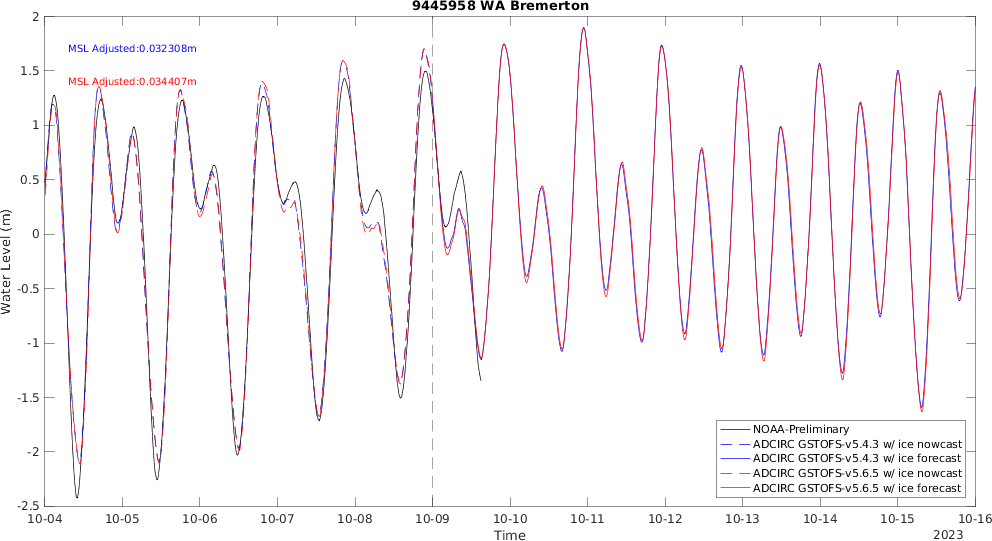 9445958 WA Bremerton
MSL Adjusted:0.032308m
MSL Adjusted:0.034407m
Water Level (m)
2
1.5
1
0.5
0
-0.5
-1
-1.5
-2
-2.5
NOAA-Preliminary
ADCIRC GSTOFS-v5.4.3 w/ ice nowcast
ADCIRC GSTOFS-v5.4.3 w/ ice forecast
ADCIRC GSTOFS-v5.6.5 w/ ice nowcast
ADCIRC GSTOFS-v5.6.5 w/ ice forecast
10-04 10-05 10-06 10-07 10-08 10-09 10-10 10-11 10-12 10-13 10-14 10-15 10-16
Time
2023